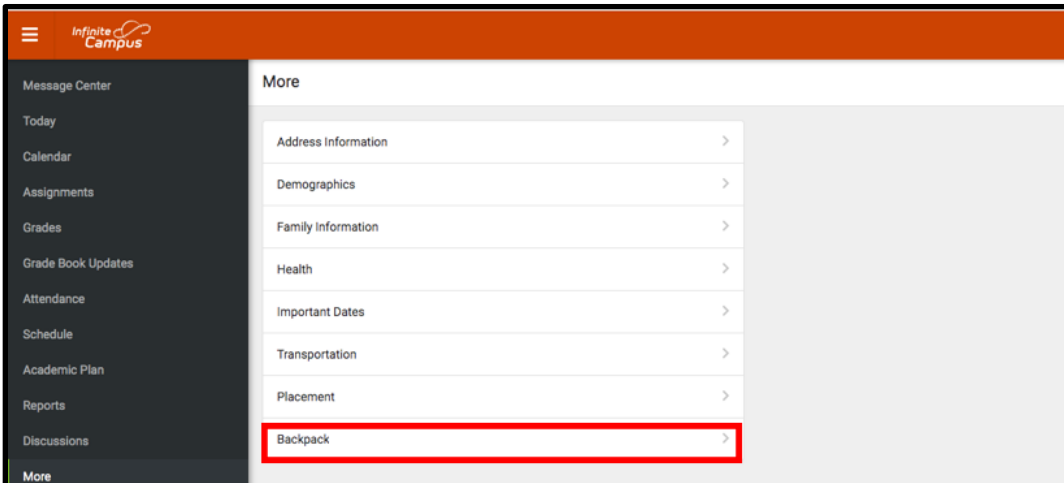 Infinite
Campus
Message Center
Today
Calendar
Assignments
Grades
Grade Book Updates
Attendance
Schedule
Academic Plan
Reports
Discussions
More
More
Address Information
Demographics
Family Information
Health
Important Dates
Transportation
Placement
Backpack